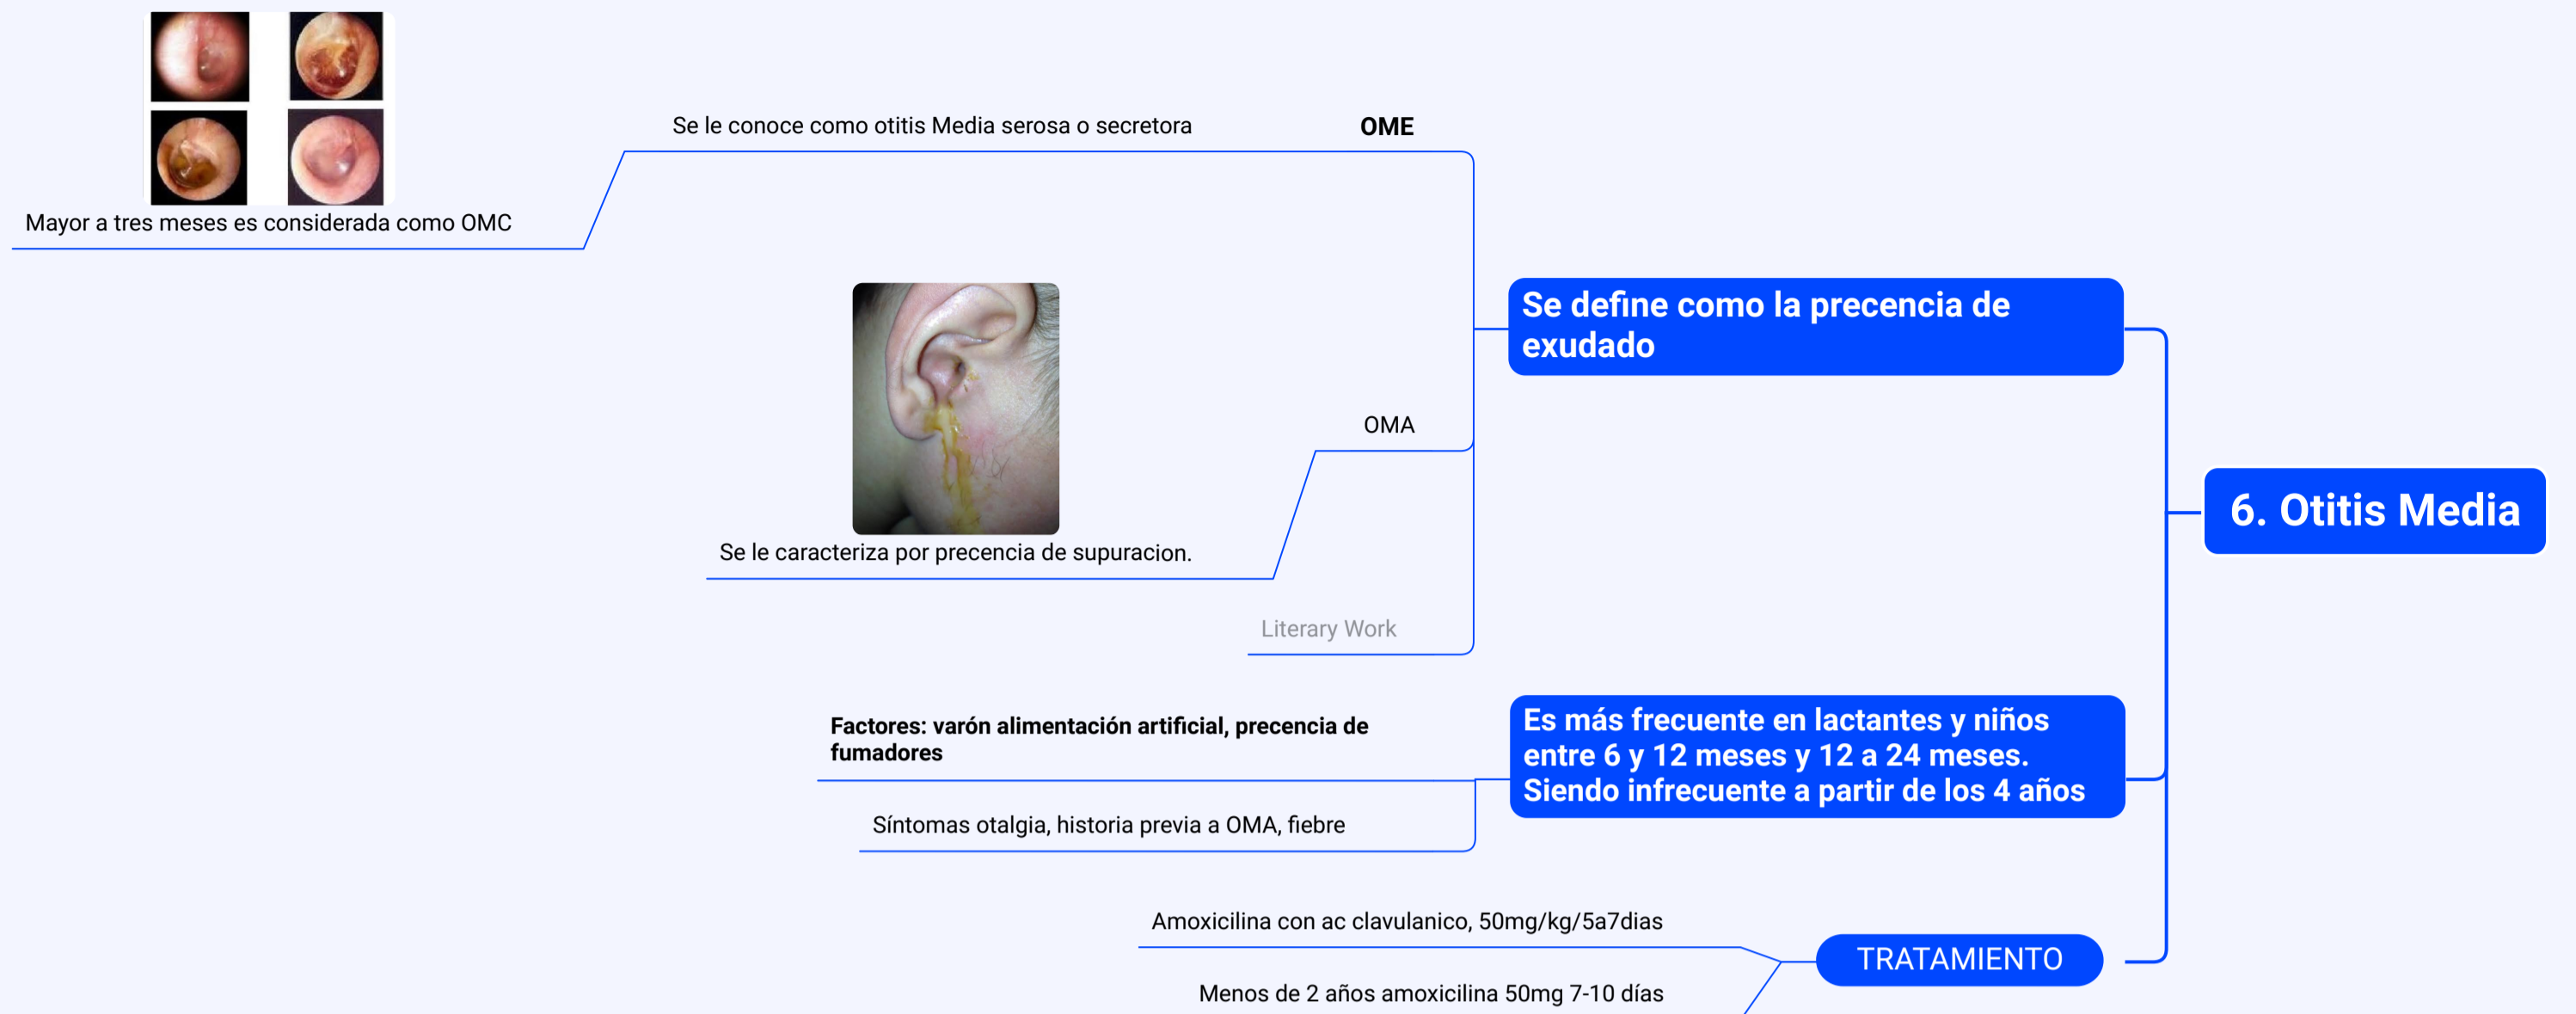 6. Otitis Media
Se define como la precencia de
exudado
OME
Se le conoce como otitis Media serosa o secretora
Mayor a tres meses es considerada como OMC
OMA
Se le caracteriza por precencia de supuracion.
Literary Work
Es más frecuente en lactantes y niños
entre 6 y 12 meses y 12 a 24 meses.
Siendo infrecuente a partir de los 4 años
Factores: varón alimentación artificial, precencia de
fumadores
Síntomas otalgia, historia previa a OMA, fiebre
TRATAMIENTO
Amoxicilina con ac clavulanico, 50mg/kg/5a7dias
Menos de 2 años amoxicilina 50mg 7-10 días